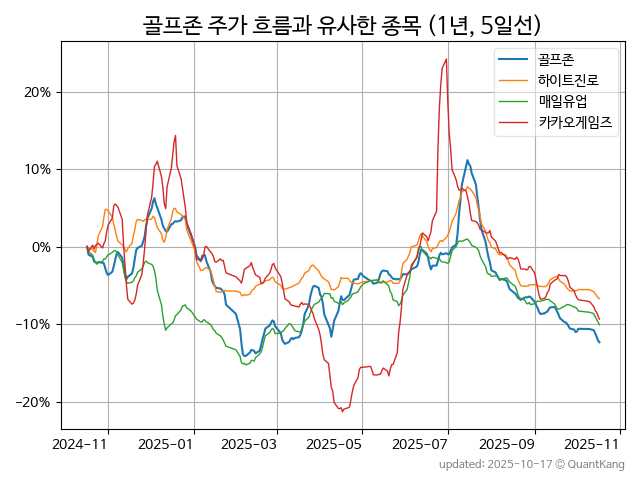 골프존 주가 흐름과 유사한 종목 (1년, 5일선)
골프존
하이트진로
매일유업
카카오게임즈
20%
10%
0%
−10%
−20%
2024-11 2025-01 2025-03 2025-05 2025-07 2025-09 2025-11
updated: 2025-10-17 © QuantKang